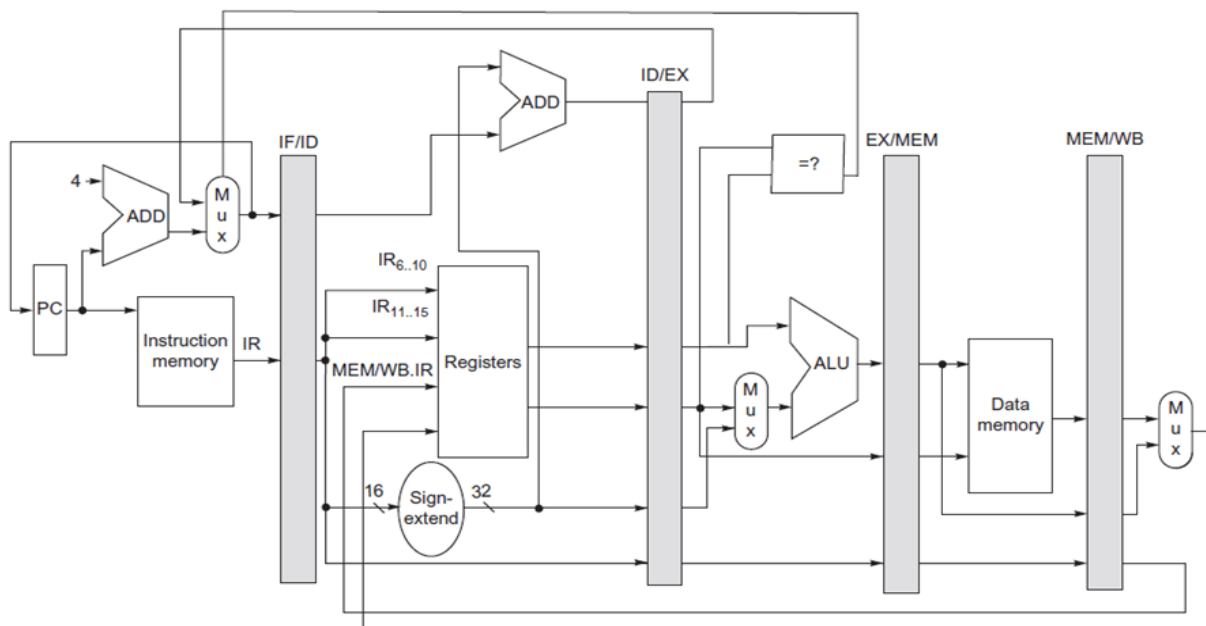 ID/EX
ADD
IF/ID
EX/MEM
MEM/WB
=?
4
ADD
M
u
x
IR6..10
PC
IR11..15
Instruction
memory
IR
Registers
MEM/WB.IR
ALU
M
u
x
Data
memory
M
u
x
16
Sign-
extend
32